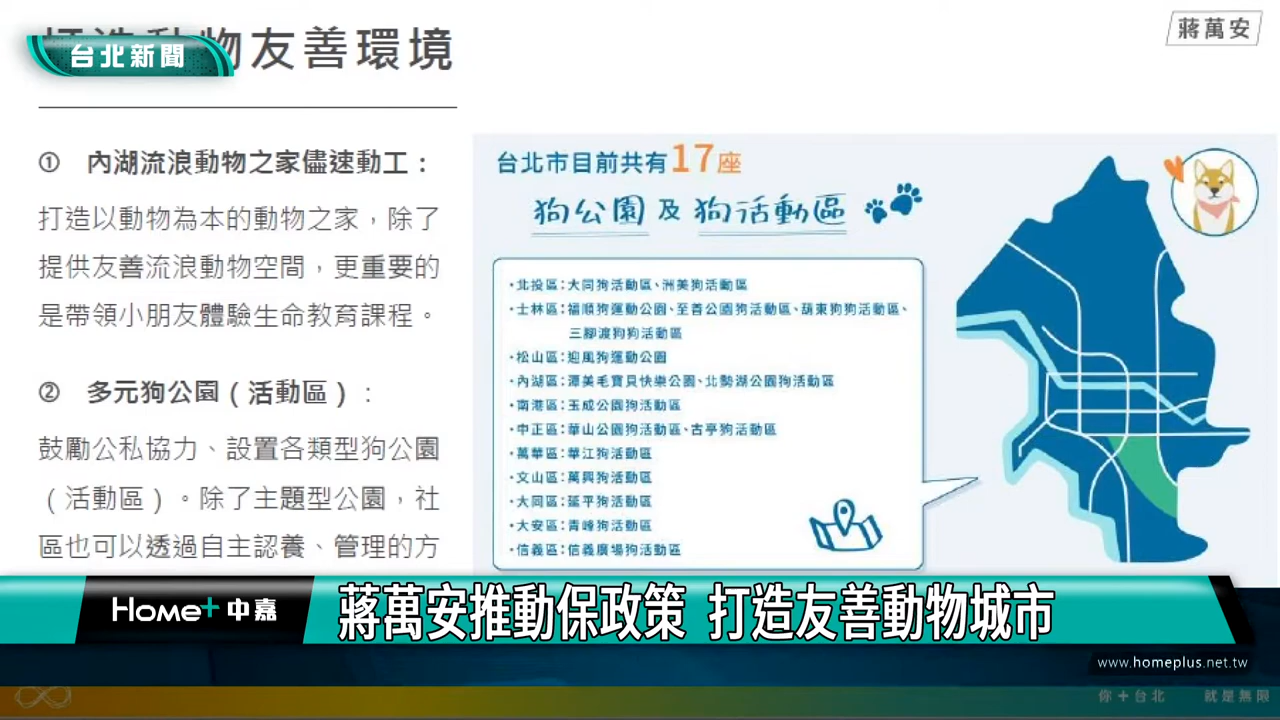 打造動物友善環境
台北新聞
蔣萬安
① 內湖流浪動物之家儘速動工：
打造以動物為本的動物之家，除了
提供友善流浪動物空間，更重要的
是帶領小朋友體驗生命教育課程。
② 多元狗公園（活動區）：
鼓勵公私協力、設置各類型狗公園
（活動區）。除了主題型公園，社
區也可以透過自主認養、管理的方
台北市目前共有17座
狗公園及狗活動區
·北投區：大同狗活動區、洲美狗活動區
·士林區：福順狗運動公園、至善公園狗活動區、葫東狗狗活動區、
三腳渡狗狗活動區
·松山區：迎風狗運動公園
·內湖區：潭美毛寶貝快樂公園、北勢湖公園狗活動區
·南港區：玉成公園狗活動區
·中正區：華山公園狗活動區、古亭狗活動區
·萬華區：華江狗活動區
·文山區：萬興狗活動區
·大同區：延平狗活動區
·大安區：青峰狗活動區
·信義區：信義廣場狗活動區
Home+中嘉
蔣萬安推動保政策 打造友善動物城市
www.homeplus.net.tw
你+台北 就是無限